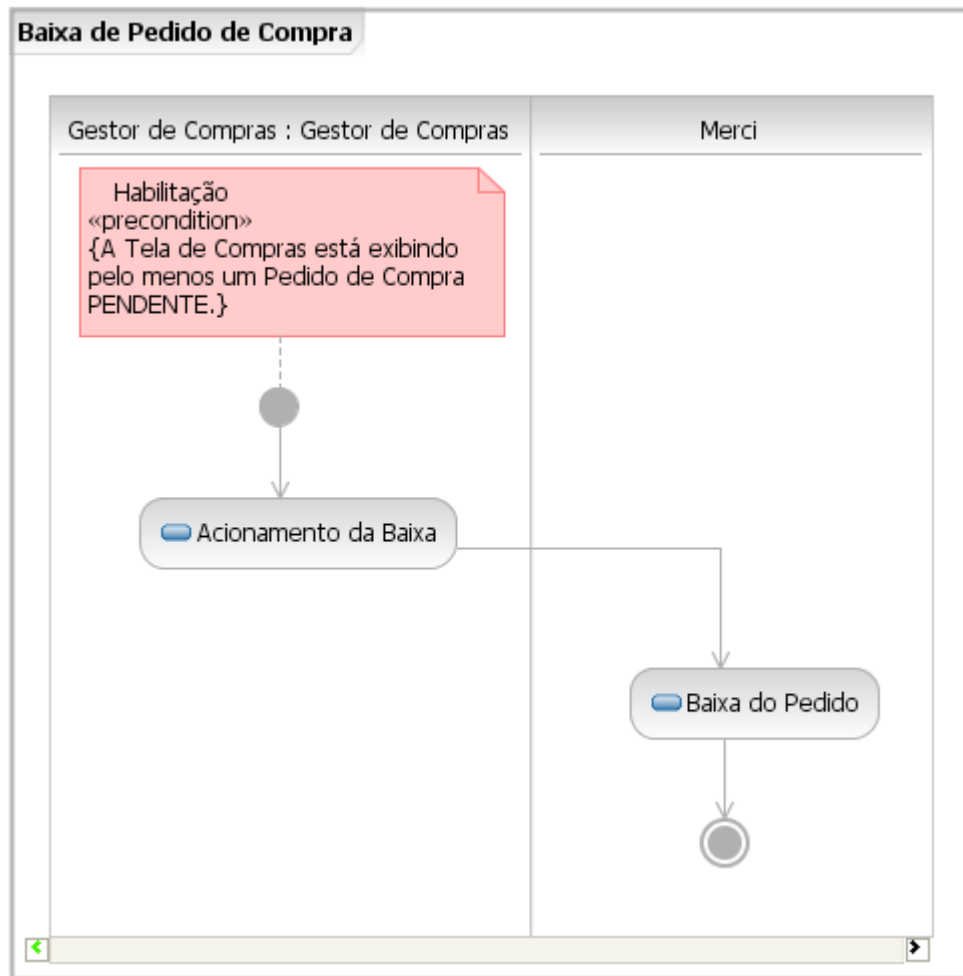 Baixa de Pedido de Compra
Gestor de Compras : Gestor de Compras
Merci
Habilitação
«precondition»
{A Tela de Compras está exibindo
pelo menos um Pedido de Compra
PENDENTE.}
Acionamento da Baixa
Baixa do Pedido